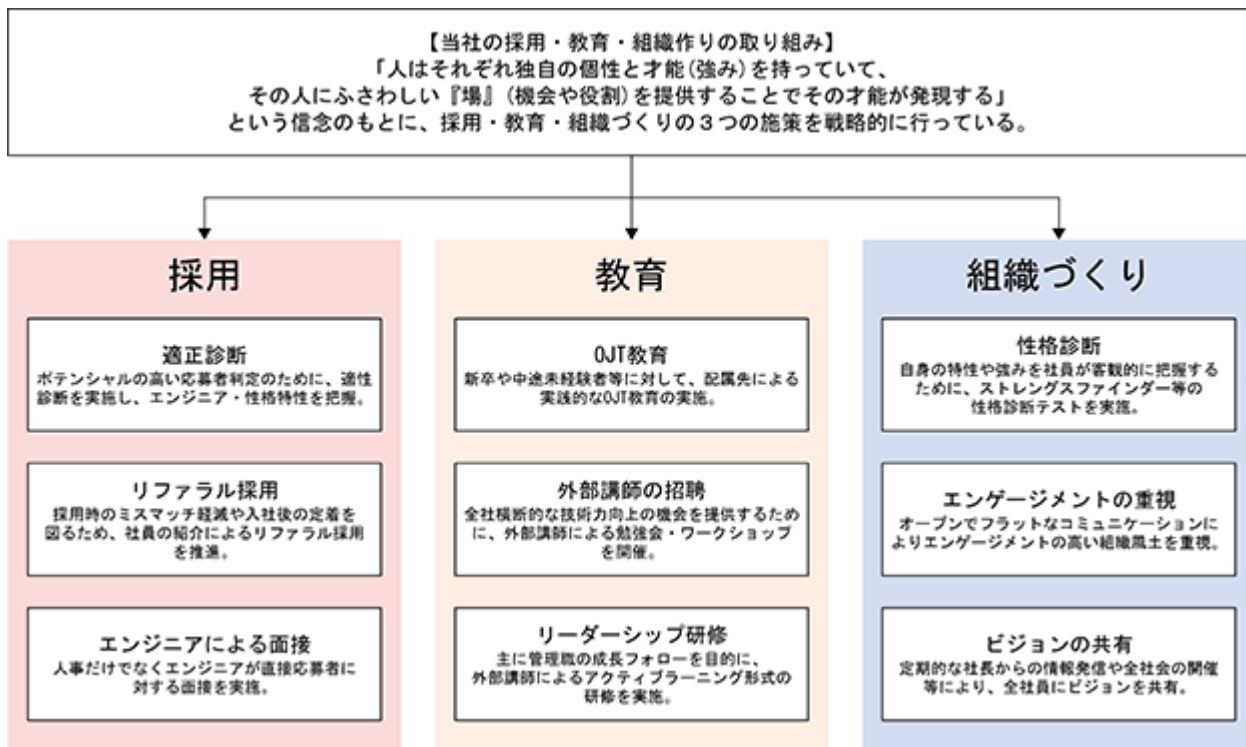 【当社の採用・教育・組織作りの取り組み】
「人はそれぞれ独自の個性と才能(強み)を持っていて、
その人にふさわしい『場』(機会や役割)を提供することでその才能が発現する」
という信念のもとに、採用・教育・組織づくりの３つの施策を戦略的に行っている。
採用
適正診断
ポテンシャルの高い応募者判定のために、適性
診断を実施し、エンジニア・性格特性を把握。
リファラル採用
採用時のミスマッチ軽減や入社後の定着を
図るため、社員の紹介によるリファラル採用
を推進。
エンジニアによる面接
人事だけでなくエンジニアが直接応募者に
対する面接を実施。
教育
OJT教育
新卒や中途未経験者等に対して、配属先による
実践的なOJT教育の実施。
外部講師の招聘
全社横断的な技術力向上の機会を提供するため
に、外部講師による勉強会・ワークショップ
を開催。
リーダーシップ研修
主に管理職の成長フォローを目的に、
外部講師によるアクティブラーニング形式の
研修を実施。
組織づくり
性格診断
自身の特性や強みを社員が客観的に把握する
ために、ストレングスファインダー等の
性格診断テストを実施。
エンゲージメントの重視
オープンでフラットなコミュニケーションに
よりエンゲージメントの高い組織風土を重視。
ビジョンの共有
定期的な社長からの情報発信や全社会の開催
等により、全社員にビジョンを共有。